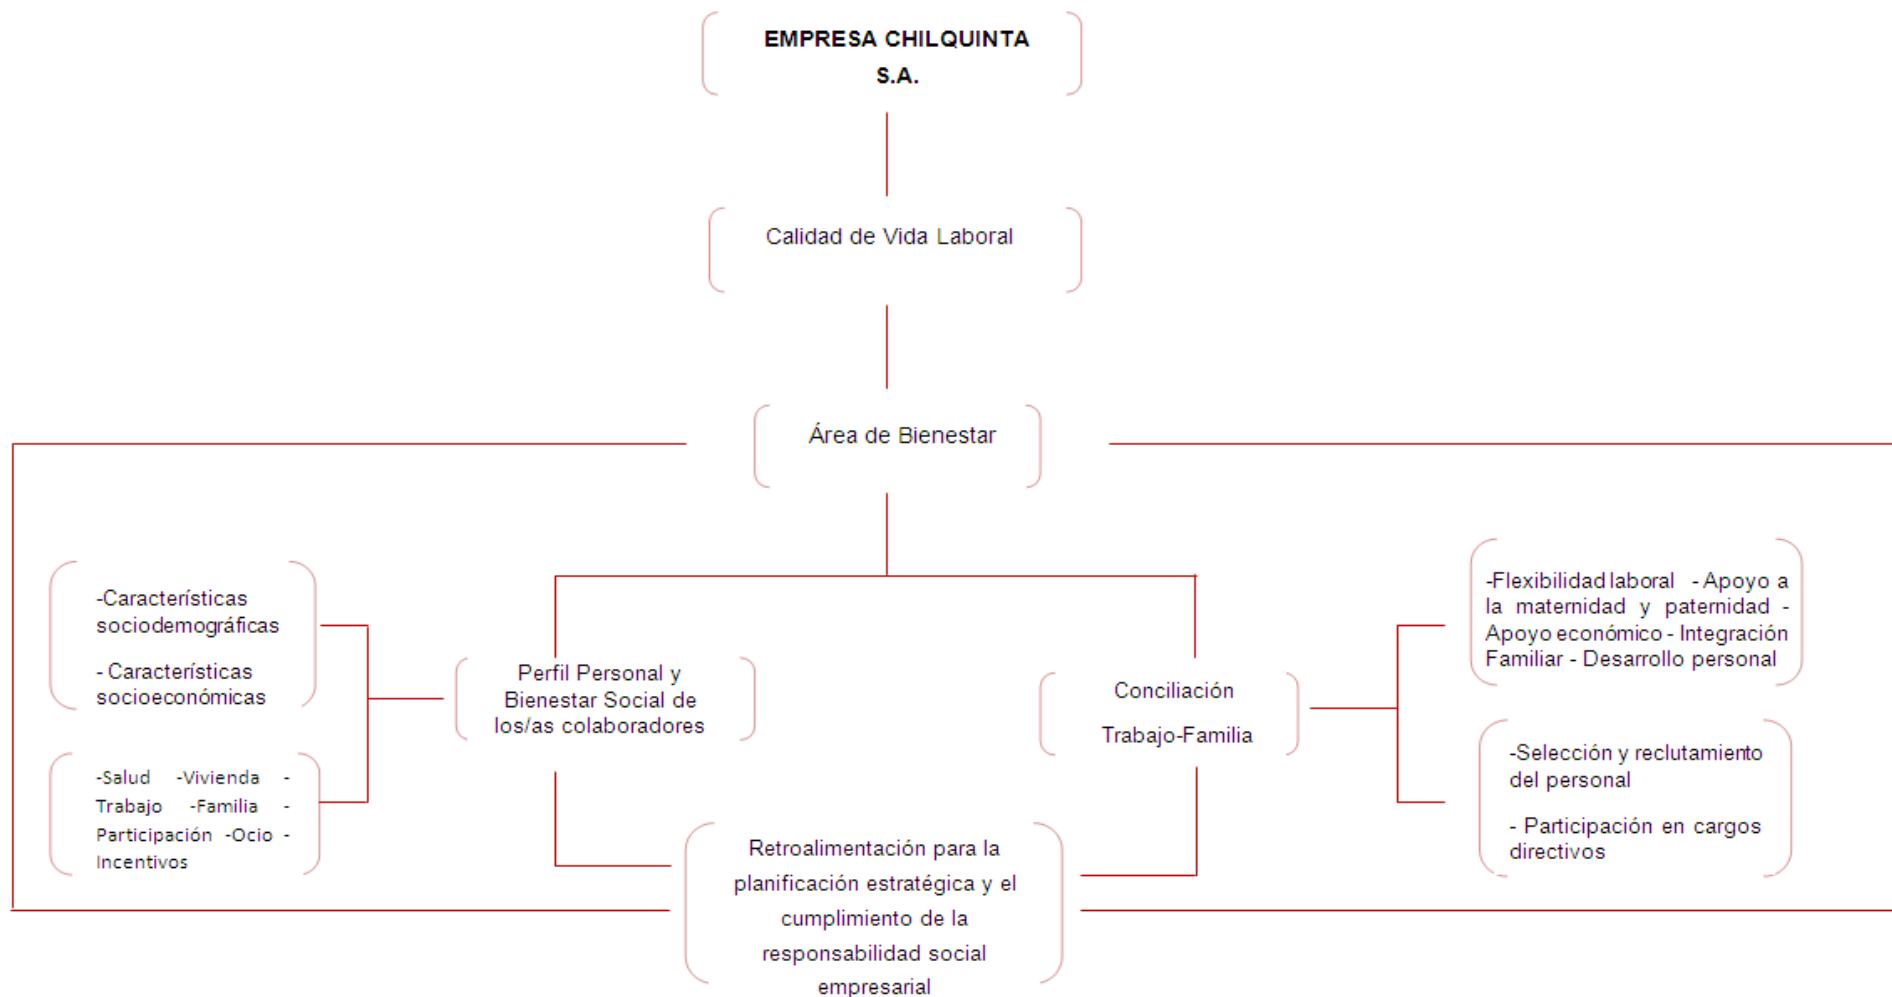 EMPRESA CHILQUINTA
S.A.
Calidad de Vida Laboral
Área de Bienestar
-Características
sociodemográficas
- Características
socioeconómicas
-Salud -Vivienda -
Trabajo -Familia -
Participación -Ocio -
Incentivos
Perfil Personal y
Bienestar Social de
los/as colaboradores
Conciliación
Trabajo-Familia
-Flexibilidad laboral - Apoyo a
la maternidad y paternidad -
Apoyo económico - Integración
Familiar - Desarrollo personal
-Selección y reclutamiento
del personal
- Participación en cargos
directivos
Retroalimentación para la
planificación estratégica y el
cumplimiento de la
responsabilidad social
empresarial